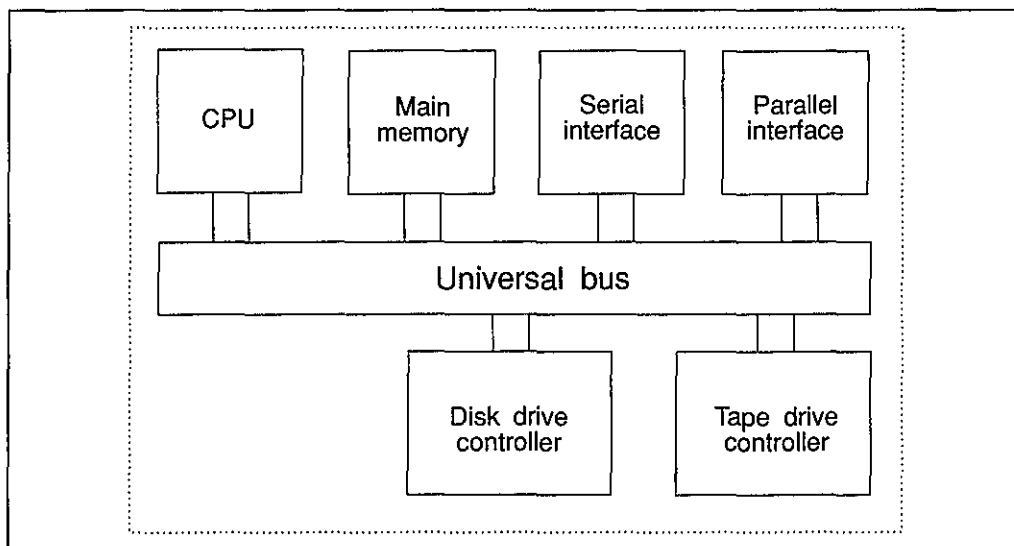 CPU
Main
memory
Serial
interface
Parallel
interface
Universal bus
Disk drive
controller
Tape drive
controller